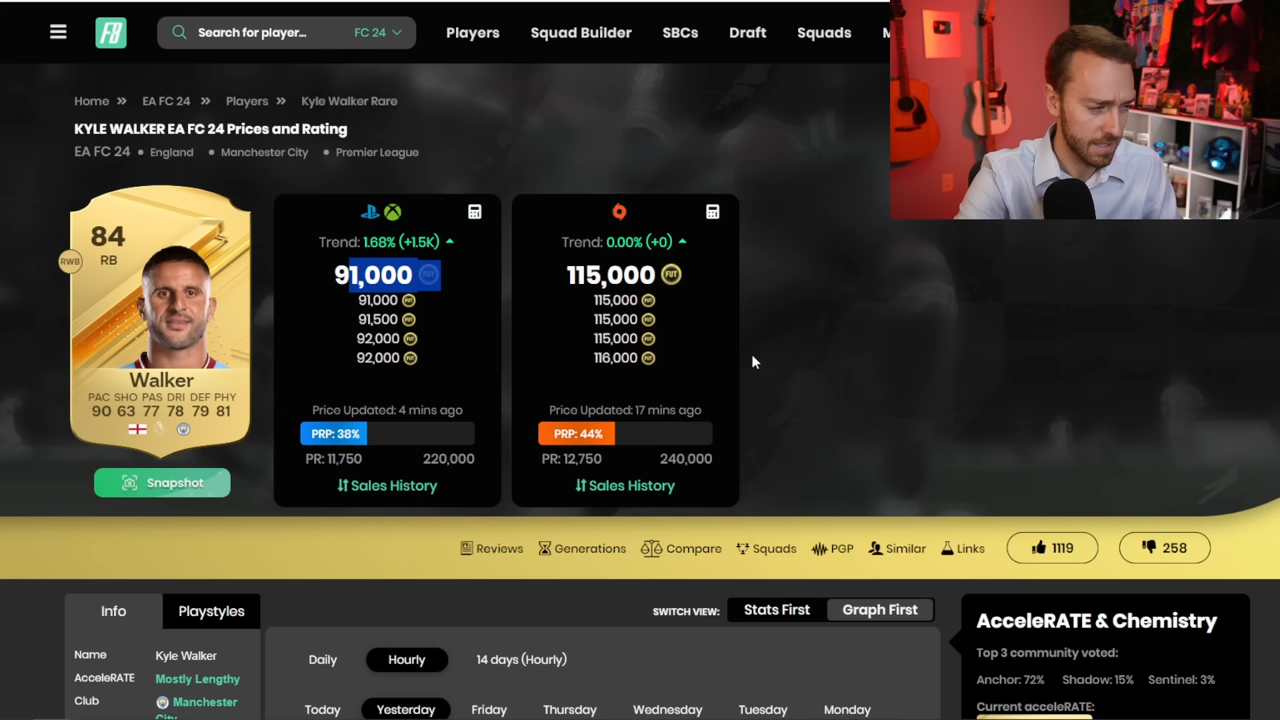 FB
Search for player...
FC 24
Players
Squad Builder
SBCs
Draft
Squads
M
Home » EA FC 24 » Players » Kyle Walker Rare
KYLE WALKER EA FC 24 Prices and Rating
EA FC 24 • England • Manchester City • Premier League
84
RB
RWB
Walker
PAC SHO PAS DRI DEF PHY
90 63 77 78 79 81
Snapshot
Trend: 1.68% (+1.5K)
91,000
91,000
91,500
92,000
92,000
Price Updated: 4 mins ago
PRP: 38%
PR: 11,750 220,000
Sales History
Trend: 0.00% (+0)
115,000
115,000
115,000
115,000
116,000
Price Updated: 17 mins ago
PRP: 44%
PR: 12,750 240,000
Sales History
Reviews
Generations
Compare
Squads
PGP
Similar
Links
1119
258
Info
Playstyles
Name Kyle Walker
AcceleRATE Mostly Lengthy
Club Manchester
City
SWITCH VIEW:
Stats First
Graph First
Daily
Hourly
14 days (Hourly)
Today
Yesterday
Friday
Thursday
Wednesday
Tuesday
Monday
AcceleRATE & Chemistry
Top 3 community voted:
Anchor: 72% Shadow: 15% Sentinel: 3%
Current acceleRATE: